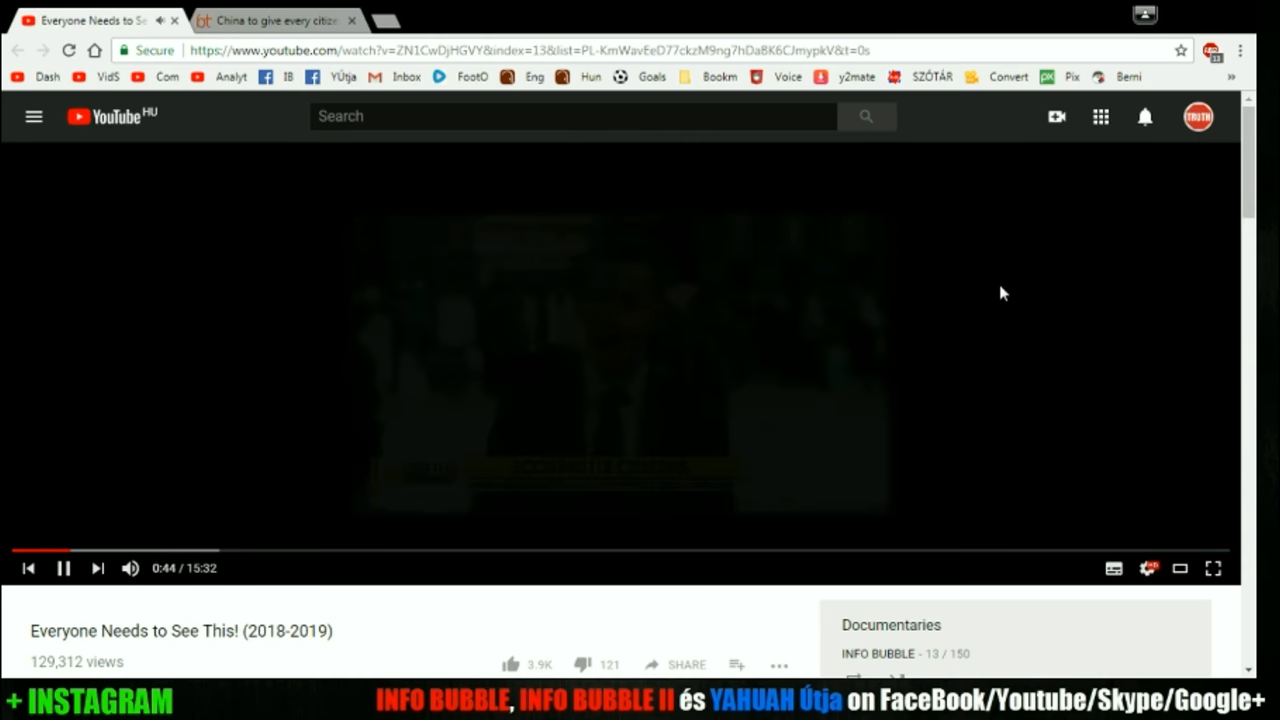 Everyone Needs to Se
China to give every citize
Secure https://www.youtube.com/watch?v=ZN1CwDjHGVY&index=13&list=PL-KmWavEeD77ckzM9ng7hDaBK6CJmypkV&t=0s
13
Dash VidS Com Analyt IB YÚtja Inbox FootO Eng Hun Goals Bookm Voice y2mate SZÓTÁR Convert Pix Berni »
YouTube HU
Search
TRUTH
0:44 / 15:32
HD
Everyone Needs to See This! (2018-2019)
129,312 views
3.9K 121 SHARE
Documentaries
INFO BUBBLE - 13 / 150
+ INSTAGRAM
INFO BUBBLE, INFO BUBBLE II és YAHUAH Útja on FaceBook/Youtube/Skype/Google+